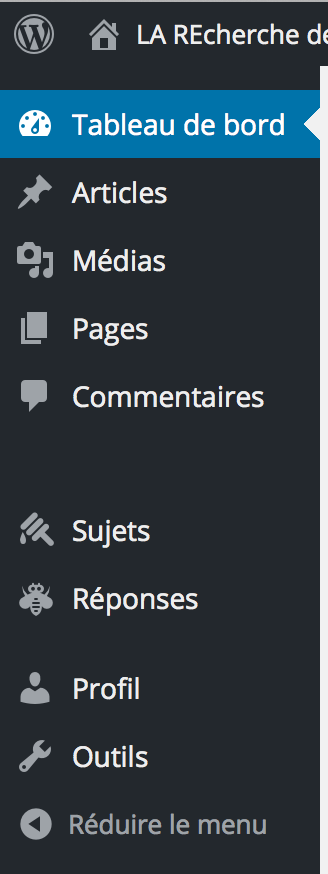 LA REcherche de
Tableau de bord
Articles
Médias
Pages
Commentaires
Sujets
Réponses
Profil
Outils
Réduire le menu